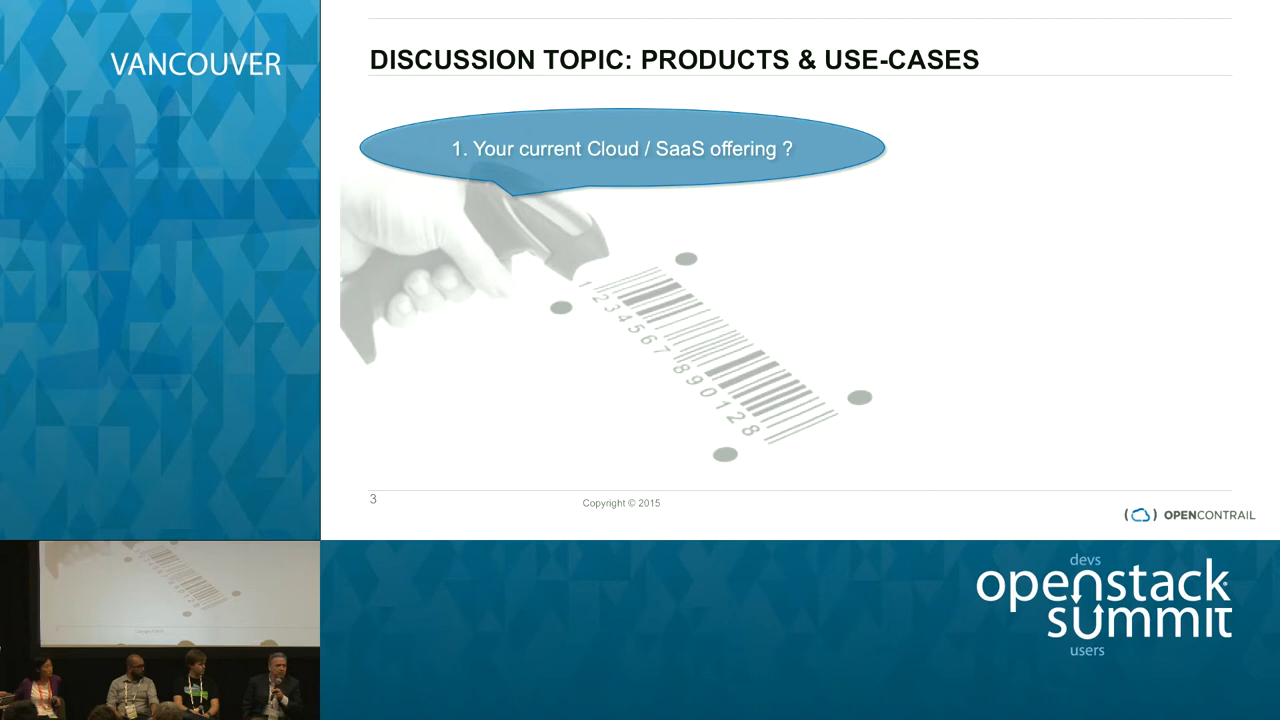 VANCOUVER
DISCUSSION TOPIC: PRODUCTS & USE-CASES
1. Your current Cloud / SaaS offering ?
1234567890128
3
Copyright © 2015
OPENCONTRAIL
devs
openstack
summit
users